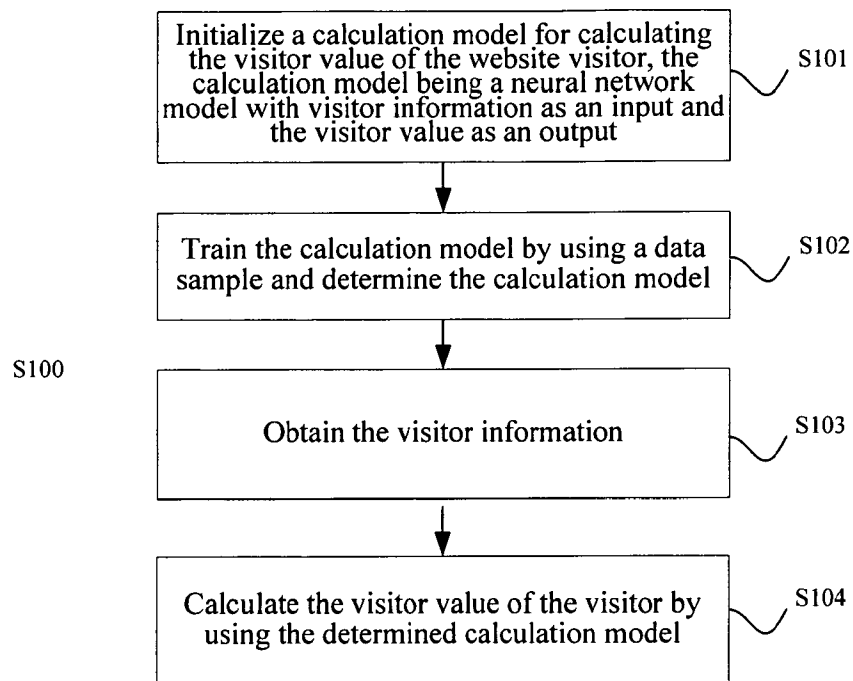 Initialize a calculation model for calculating
the visitor value of the website visitor, the
calculation model being a neural network
model with visitor information as an input and
the visitor value as an output
S101
Train the calculation model by using a data
sample and determine the calculation model
S102
S100
Obtain the visitor information
S103
Calculate the visitor value of the visitor by
using the determined calculation model
S104